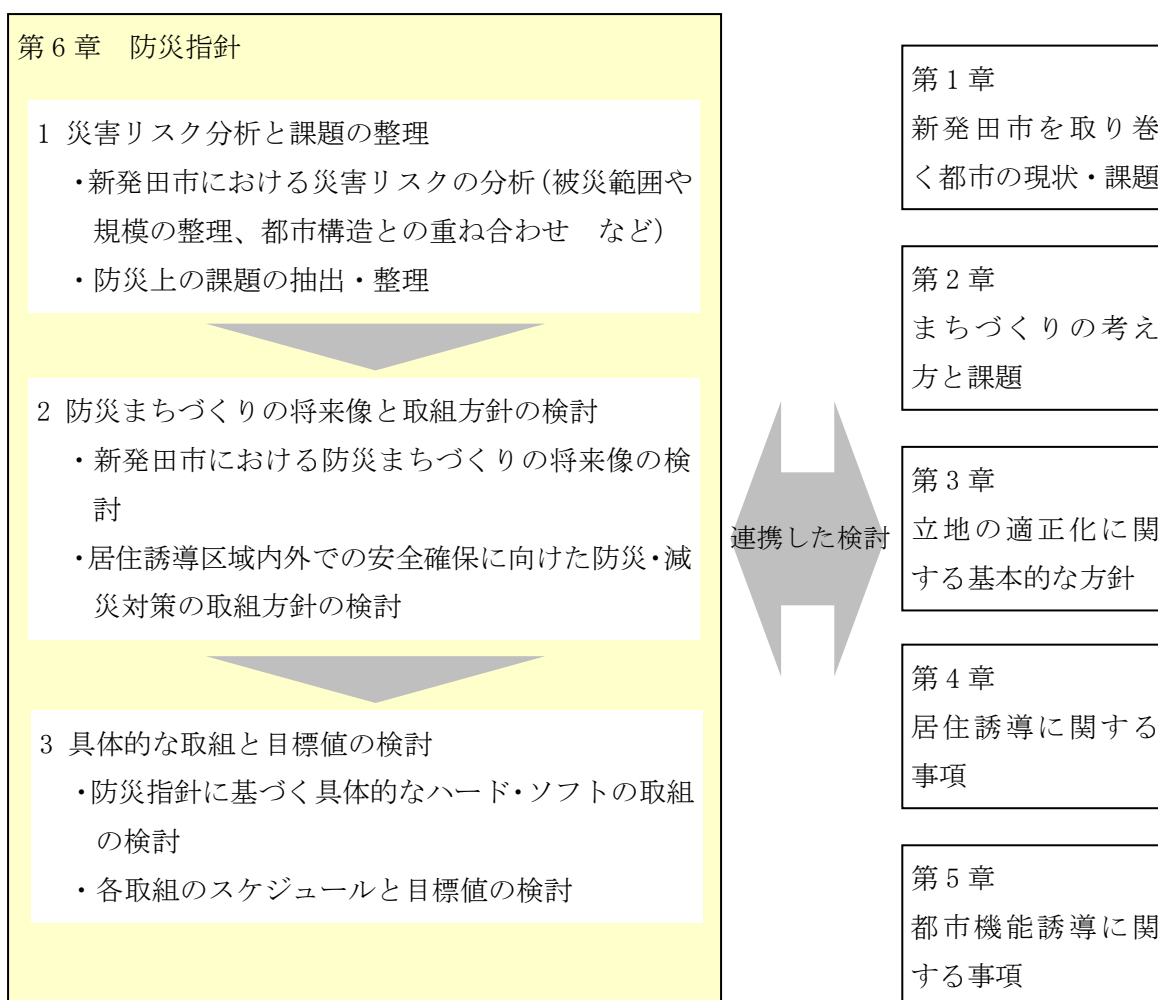 第6章　防災指針
1 災害リスク分析と課題の整理
・新発田市における災害リスクの分析(被災範囲や
規模の整理、都市構造との重ね合わせ　など)
・防災上の課題の抽出・整理
2 防災まちづくりの将来像と取組方針の検討
・新発田市における防災まちづくりの将来像の検
討
・居住誘導区域内外での安全確保に向けた防災・減
災対策の取組方針の検討
3 具体的な取組と目標値の検討
・防災指針に基づく具体的なハード・ソフトの取組
の検討
・各取組のスケジュールと目標値の検討
連携した検討
第1章
新発田市を取り巻
く都市の現状・課題
第2章
まちづくりの考え
方と課題
第3章
立地の適正化に関
する基本的な方針
第4章
居住誘導に関する
事項
第5章
都市機能誘導に関
する事項